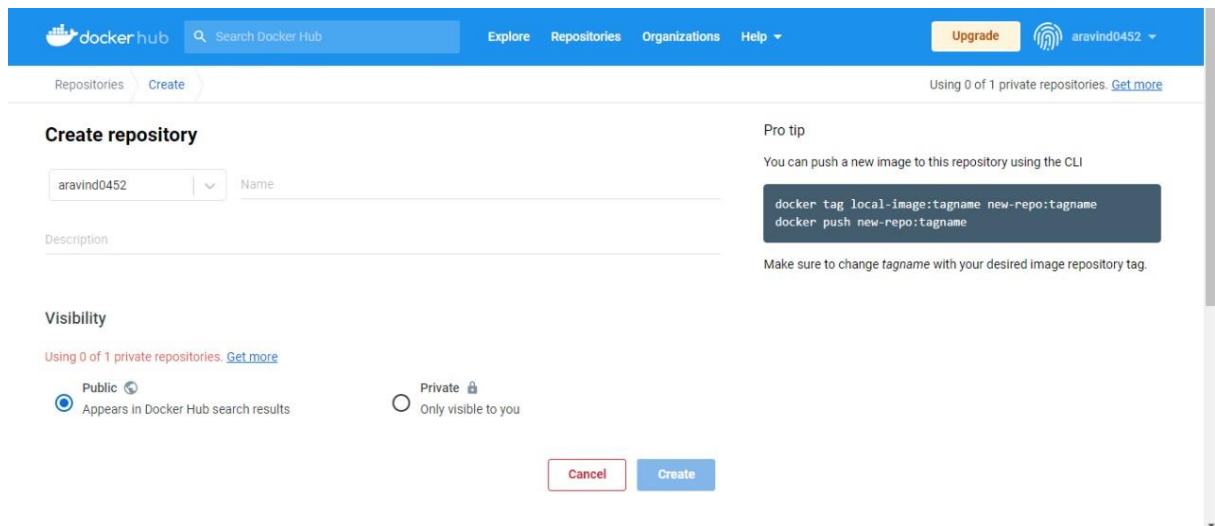 dockerhub Search Docker Hub Explore Repositories Organizations Help Upgrade aravind0452
Repositories Create Using 0 of 1 private repositories. Get more
Create repository
aravind0452 Name
Description
Visibility
Using 0 of 1 private repositories. Get more
Public Private
Appears in Docker Hub search results Only visible to you
Cancel Create
Pro tip
You can push a new image to this repository using the CLI
docker tag local-image:tagname new-repo:tagname
docker push new-repo:tagname
Make sure to change tagname with your desired image repository tag.